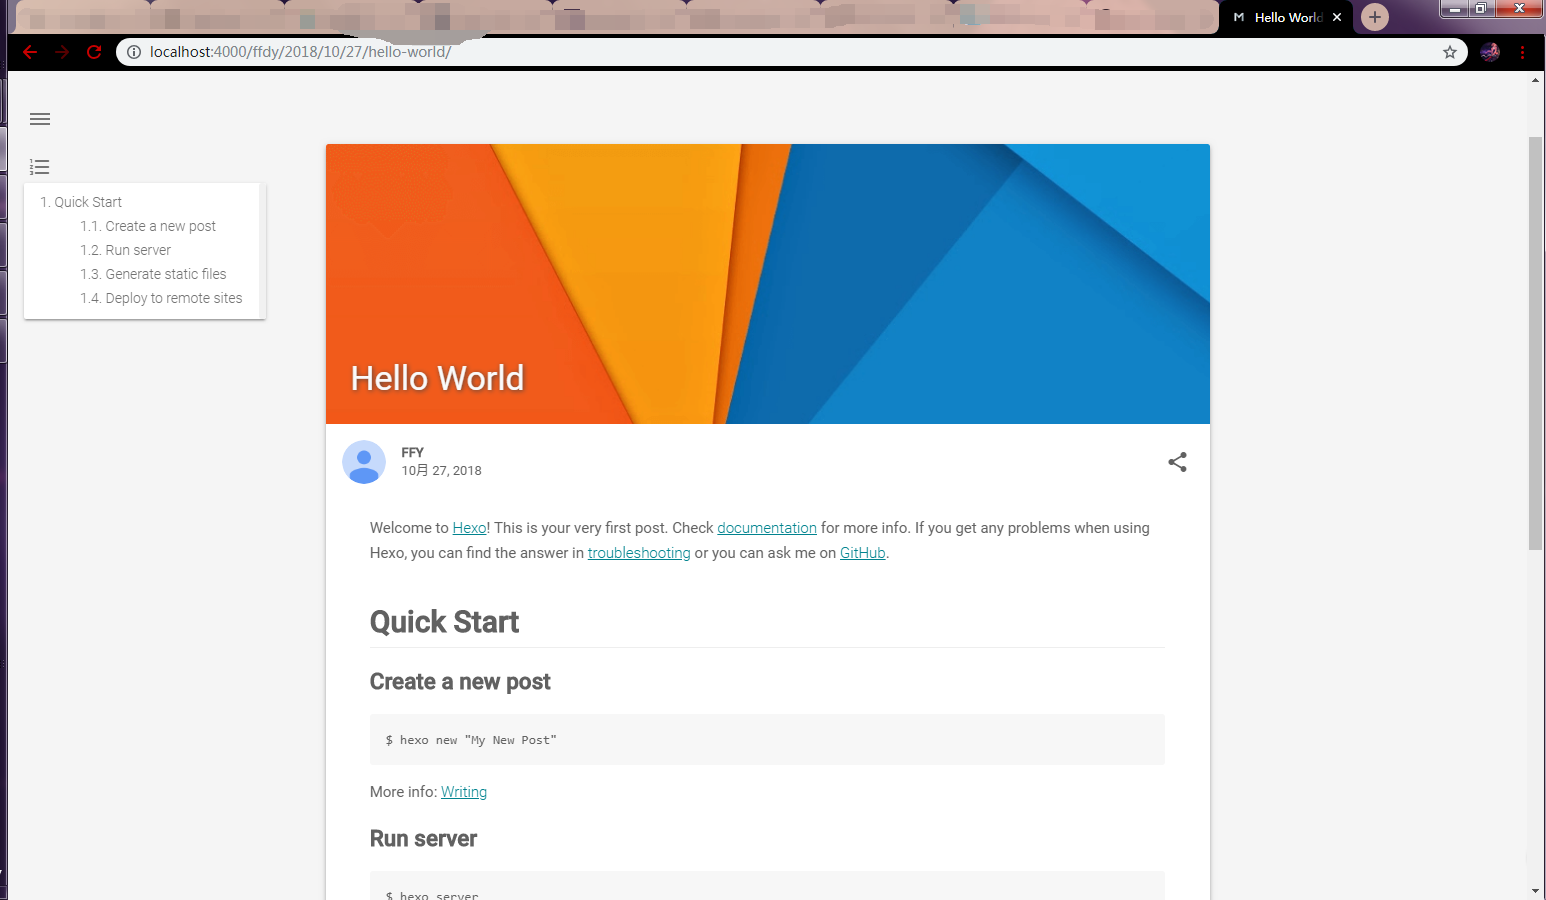 M Hello World
localhost:4000/ffdy/2018/10/27/hello-world/
1. Quick Start
1.1. Create a new post
1.2. Run server
1.3. Generate static files
1.4. Deploy to remote sites
Hello World
FFY
10月 27, 2018
Welcome to Hexo! This is your very first post. Check documentation for more info. If you get any problems when using
Hexo, you can find the answer in troubleshooting or you can ask me on GitHub.
Quick Start
Create a new post
$ hexo new "My New Post"
More info: Writing
Run server
$ hexo server